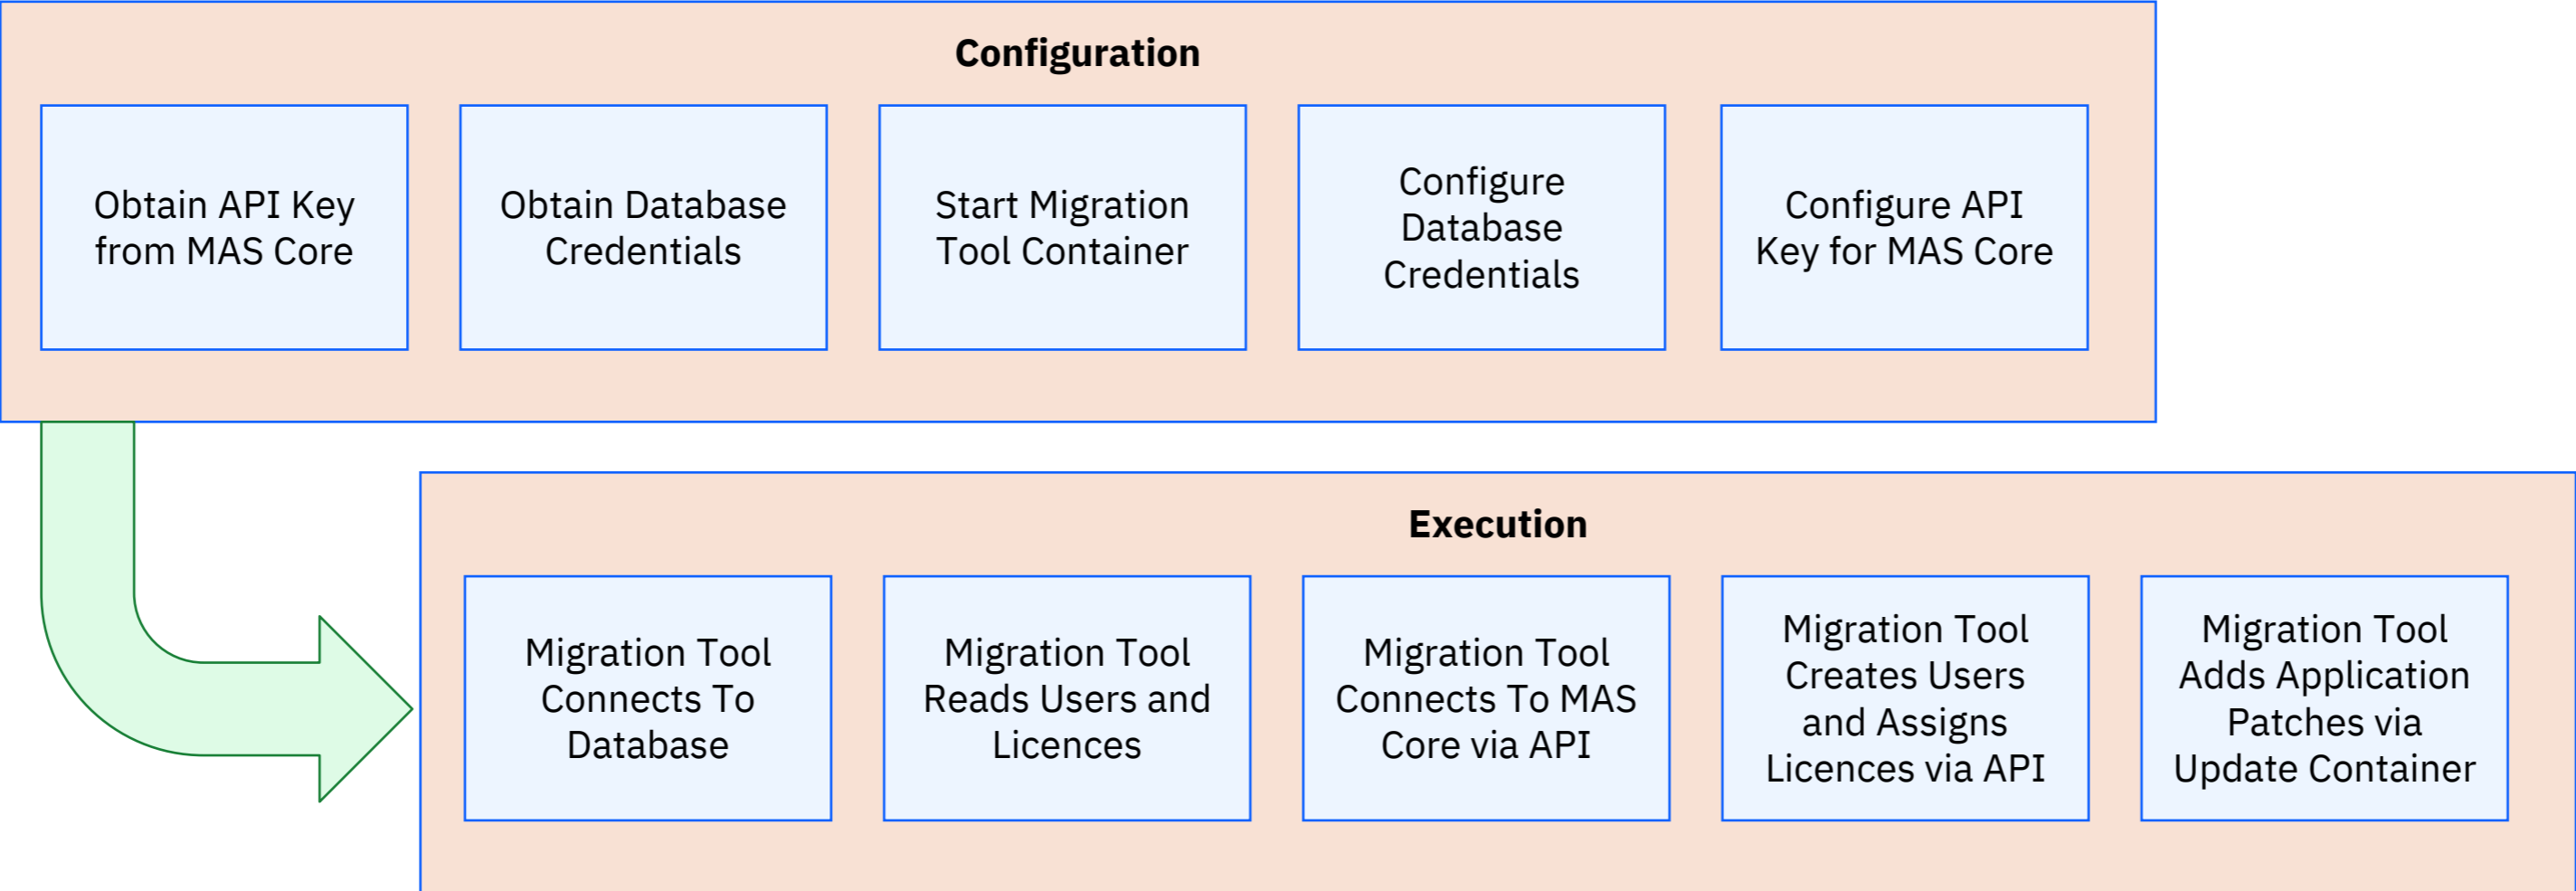 Configuration
Obtain API Key
from MAS Core
Obtain Database
Credentials
Start Migration
Tool Container
Configure
Database
Credentials
Configure API
Key for MAS Core
Execution
Migration Tool
Connects To
Database
Migration Tool
Reads Users and
Licences
Migration Tool
Connects To MAS
Core via API
Migration Tool
Creates Users
and Assigns
Licences via API
Migration Tool
Adds Application
Patches via
Update Container